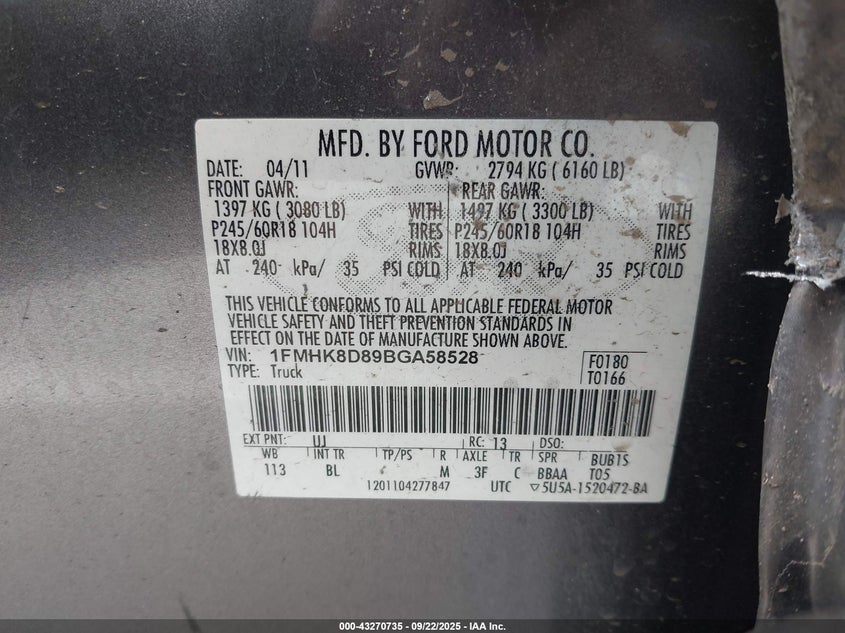 MFD. BY FORD MOTOR CO.
DATE: 04/11 GVWR: 2794 KG ( 6160 LB)
FRONT GAWR: REAR GAWR:
1397 KG ( 3080 LB) WITH 1497 KG ( 3300 LB) WITH
P245/60R18 104H TIRES P245/60R18 104H TIRES
18X8.0J RIMS 18X8.0J RIMS
AT 240 kPa/ 35 PSI COLD AT 240 kPa/ 35 PSI COLD
THIS VEHICLE CONFORMS TO ALL APPLICABLE FEDERAL MOTOR
VEHICLE SAFETY AND THEFT PREVENTION STANDARDS IN
EFFECT ON THE DATE OF MANUFACTURE SHOWN ABOVE.
VIN: 1FMHK8D89BGA58528 F0180
TYPE: Truck T0166
EXT PNT: UJ RC: 13 DSO:
WB INT TR TP/PS R AXLE TR SPR BUB1S
113 BL M 3F C BBAA T05
1201104277847 UTC ▽5U5A-1520472-BA
000-43270735 - 09/22/2025 - IAA Inc.